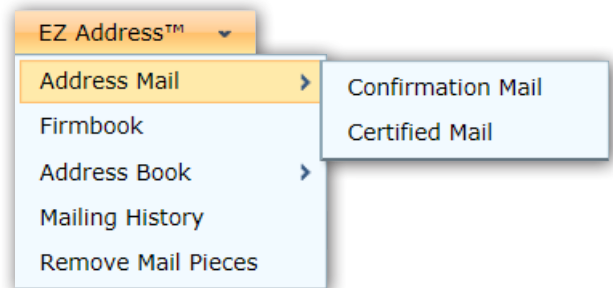 EZ Address™
Address Mail
Confirmation Mail
Certified Mail
Firmbook
Address Book
Mailing History
Remove Mail Pieces